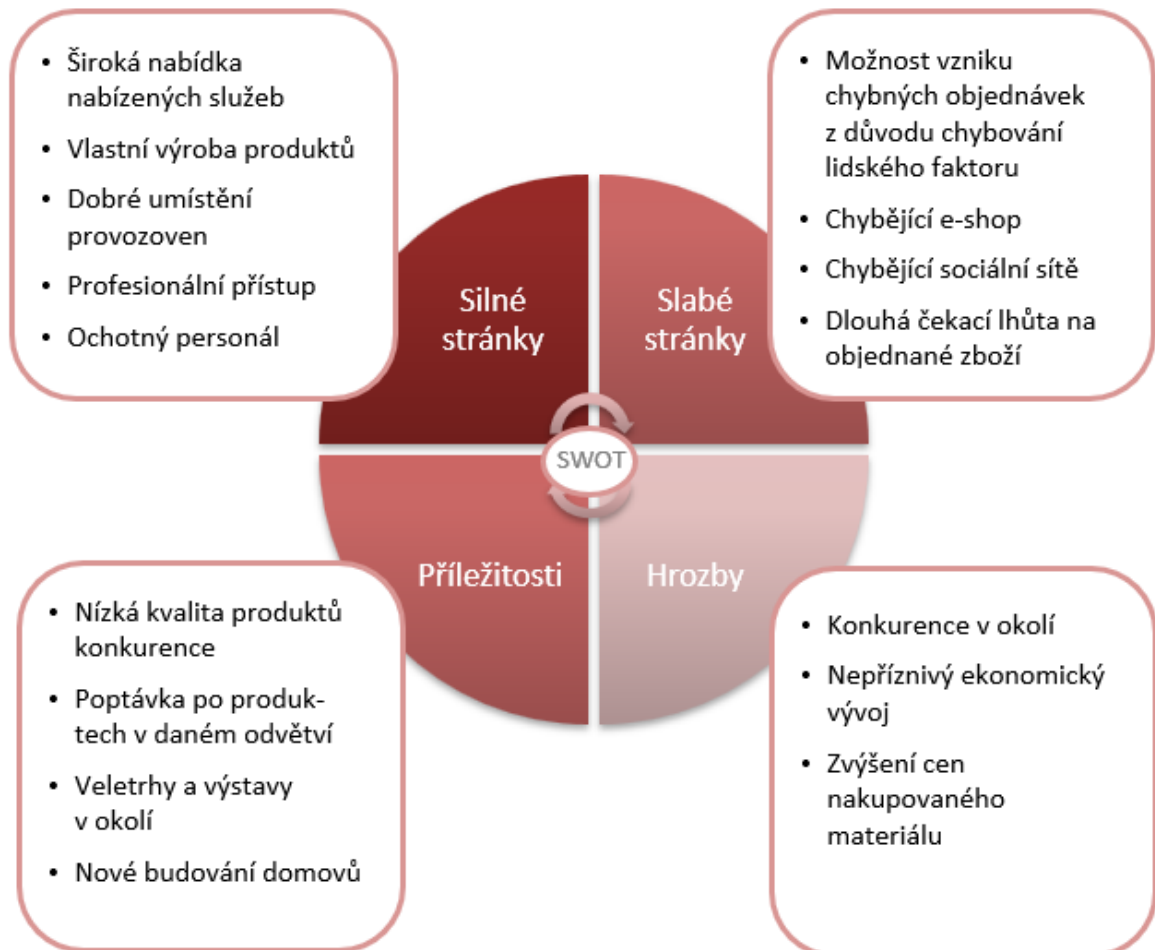 • Široká nabídka
nabízených služeb
• Vlastní výroba produktů
• Dobré umístění
provozoven
• Profesionální přístup
• Ochotný personál
• Možnost vzniku
chybných objednávek
z důvodu chybování
lidského faktoru
• Chybějící e-shop
• Chybějící sociální sítě
• Dlouhá čekací lhůta na
objednané zboží
Silné
stránky
Slabé
stránky
SWOT
Příležitosti
Hrozby
• Nízká kvalita produktů
konkurence
• Poptávka po produk-
tech v daném odvětví
• Veletrhy a výstavy
v okolí
• Nové budování domovů
• Konkurence v okolí
• Nepříznivý ekonomický
vývoj
• Zvýšení cen
nakupovaného
materiálu